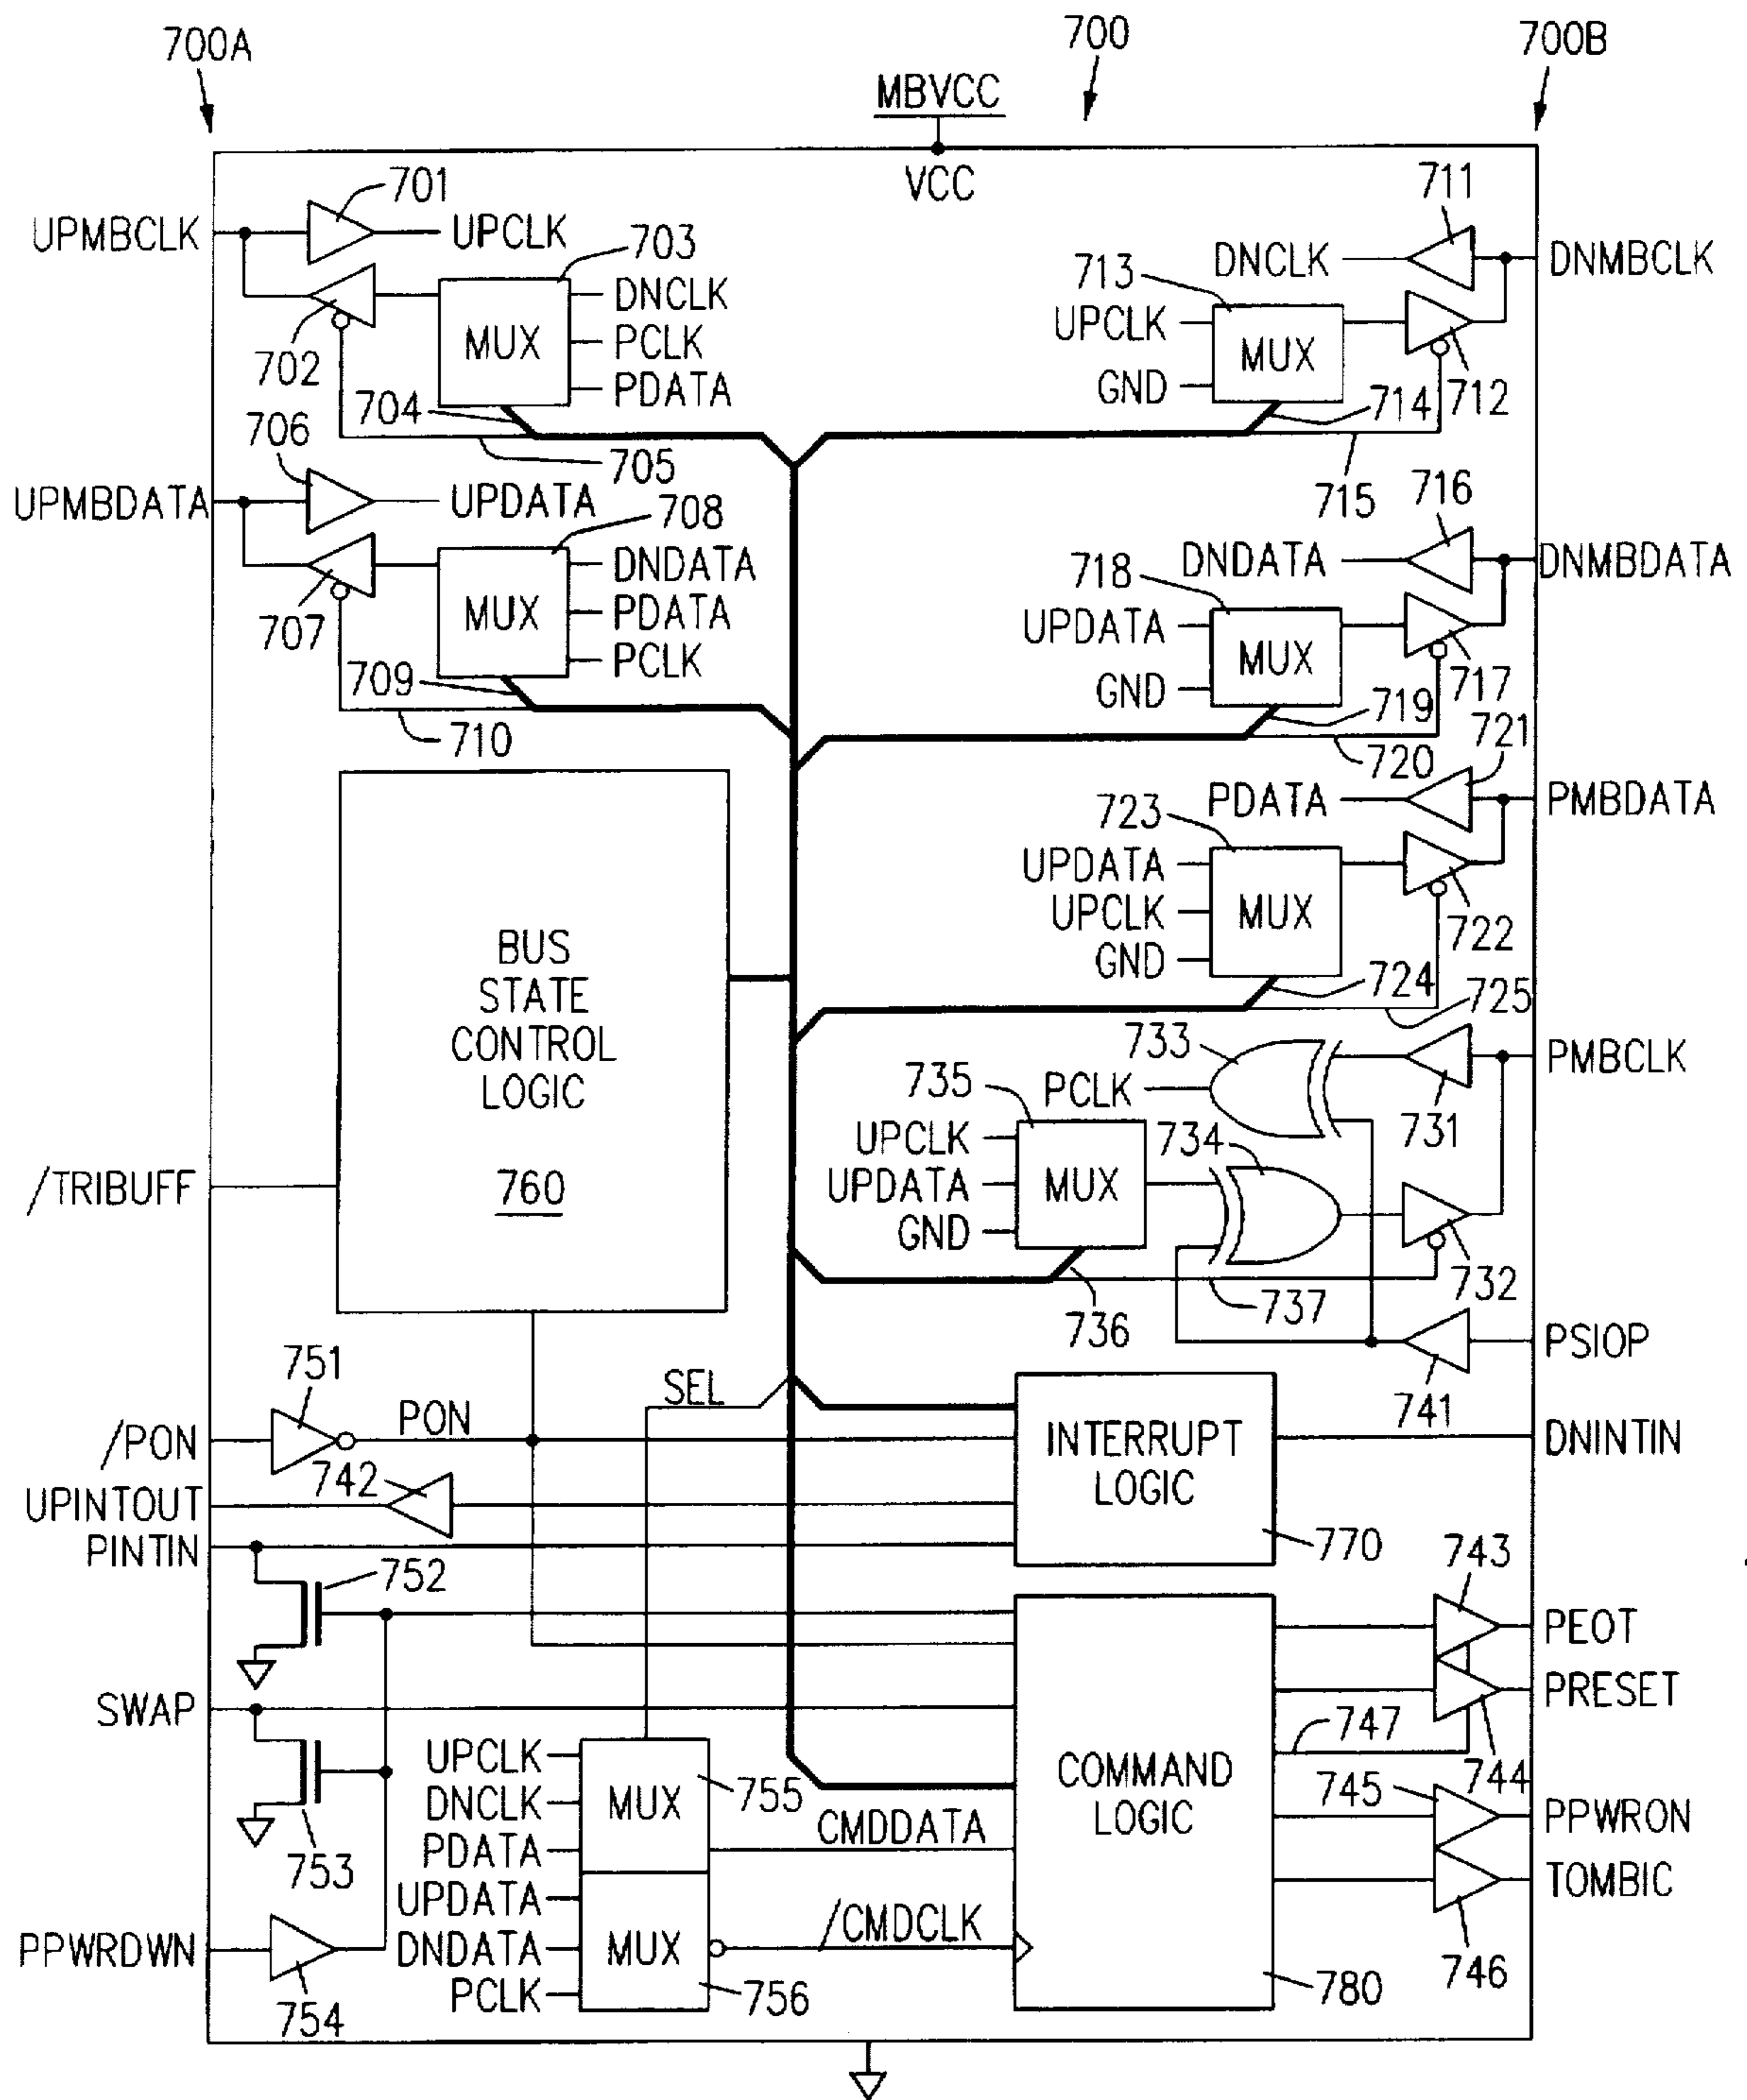 700A
700
700B
MBVCC
VCC
701
UPMBCLK
UPCLK
703
DNCLK
PCLK
PDATA
MUX
702
704
705
706
UPMBDATA
UPDATA
708
DNDATA
PDATA
PCLK
MUX
707
709
710
711
DNCLK
DNMBCLK
713
UPCLK
GND
MUX
712
714
715
716
DNDATA
DNMBDATA
718
UPDATA
GND
MUX
717
719
720
721
PDATA
PMBDATA
723
UPDATA
UPCLK
GND
MUX
722
724
725
BUS
STATE
CONTROL
LOGIC
760
/TRIBUFF
733
PMBCLK
735
PCLK
731
UPCLK
UPDATA
GND
MUX
734
732
736
737
PSIOP
741
751
PON
SEL
/PON
742
UPINTOUT
PINTIN
INTERRUPT
LOGIC
770
DNINTIN
752
743
PEOT
PRESET
SWAP
747
744
UPCLK
DNCLK
PDATA
MUX
755
CMDDATA
COMMAND
LOGIC
745
PPWRON
TOMBIC
753
UPDATA
DNDATA
PCLK
MUX
/CMDCLK
756
780
746
PPWRDWN
754